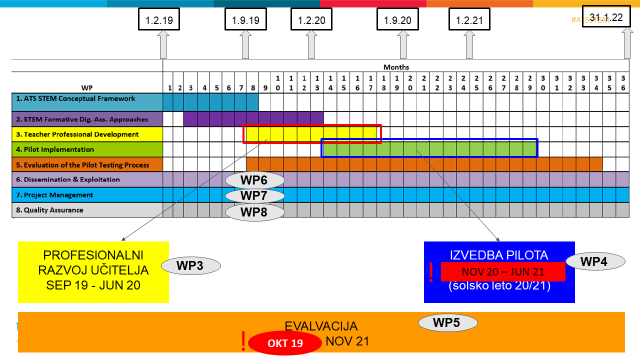 1.2.19
1.9.19
1.2.20
1.9.20
1.2.21
31.1.22
Months
WP
1 2 3 4 5 6 7 8 9 10 11 12 13 14 15 16 17 18 19 20 21 22 23 24 25 26 27 28 29 30 31 32 33 34 35 36
1. ATS STEM Conceptual Framework
2. STEM Formative Dig. Ass. Approaches
3. Teacher Professional Development
4. Pilot Implementation
5. Evaluation of the Pilot Testing Process
6. Dissemination & Exploitation
WP6
7. Project Management
WP7
8. Quality Assurance
WP8
PROFESIONALNI
RAZVOJ UČITELJA
SEP 19 - JUN 20
WP3
IZVEDBA PILOTA
! NOV 20 – JUN 21
(šolsko leto 20/21)
WP4
EVALVACIJA
WP5
! OKT 19 NOV 21